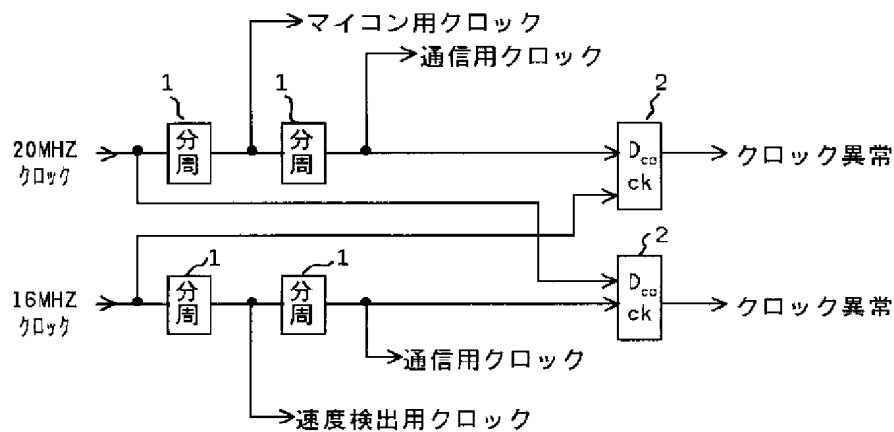 マイコン用クロック
通信用クロック
1
1
2
20MHZ
クロック
分周
分周
D_co
ck
クロック異常
1
1
2
16MHZ
クロック
分周
分周
D_co
ck
クロック異常
通信用クロック
速度検出用クロック